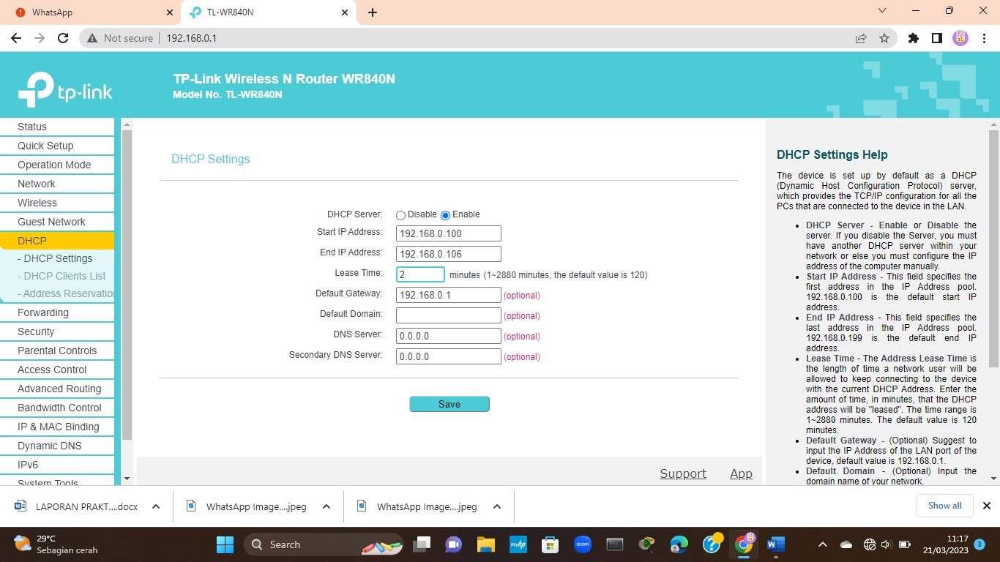 WhatsApp
TL-WR840N
Not secure
192.168.0.1
tp-link
TP-Link Wireless N Router WR840N
Model No. TL-WR840N
Status
Quick Setup
Operation Mode
Network
Wireless
Guest Network
DHCP
- DHCP Settings
- DHCP Clients List
- Address Reservation
Forwarding
Security
Parental Controls
Access Control
Advanced Routing
Bandwidth Control
IP & MAC Binding
Dynamic DNS
IPv6
System Tools
DHCP Settings
DHCP Server: Disable Enable
Start IP Address: 192.168.0.100
End IP Address: 192.168.0.106
Lease Time: 2 minutes (1~2880 minutes, the default value is 120)
Default Gateway: 192.168.0.1 (optional)
Default Domain: (optional)
DNS Server: 0.0.0.0 (optional)
Secondary DNS Server: 0.0.0.0 (optional)
Save
Support App
DHCP Settings Help
The device is set up by default as a DHCP
(Dynamic Host Configuration Protocol) server,
which provides the TCP/IP configuration for all the
PCs that are connected to the device in the LAN.
• DHCP Server - Enable or Disable the
server. If you disable the Server, you must
have another DHCP server within your
network or else you must configure the IP
address of the computer manually.
• Start IP Address - This field specifies the
first address in the IP Address pool.
192.168.0.100 is the default start IP
address.
• End IP Address - This field specifies the
last address in the IP Address pool.
192.168.0.199 is the default end IP
address.
• Lease Time - The Address Lease Time is
the length of time a network user will be
allowed to keep connecting to the device
with the current DHCP Address. Enter the
amount of time, in minutes, that the DHCP
address will be "leased". The time range is
1~2880 minutes. The default value is 120
minutes.
• Default Gateway - (Optional) Suggest to
input the IP Address of the LAN port of the
device, default value is 192.168.0.1.
• Default Domain - (Optional) Input the
domain name of your network.
LAPORAN PRAKT....docx
WhatsApp Image....jpeg
WhatsApp Image....jpeg
Show all
29°C
Sebagian cerah
Search
myhp
zoom
11:17
21/03/2023
3